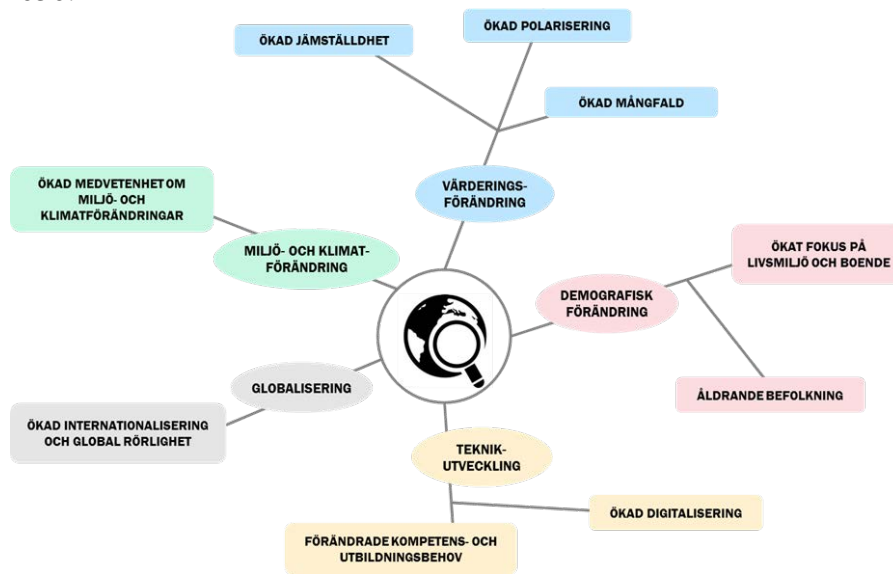 ÖKAD POLARISERING
ÖKAD JÄMSTÄLLDHET
ÖKAD MÅNGFALD
VÄRDERINGS-
FÖRÄNDRING
ÖKAD MEDVETENHET OM
MILJÖ- OCH
KLIMATFÖRÄNDRINGAR
MILJÖ- OCH KLIMAT-
FÖRÄNDRING
ÖKAT FOKUS PÅ
LIVSMILJÖ OCH BOENDE
DEMOGRAFISK
FÖRÄNDRING
ÅLDRANDE BEFOLKNING
GLOBALISERING
ÖKAD INTERNATIONALISERING
OCH GLOBAL RÖRLIGHET
TEKNIK-
UTVECKLING
ÖKAD DIGITALISERING
FÖRÄNDRADE KOMPETENS- OCH
UTBILDNINGSBEHOV